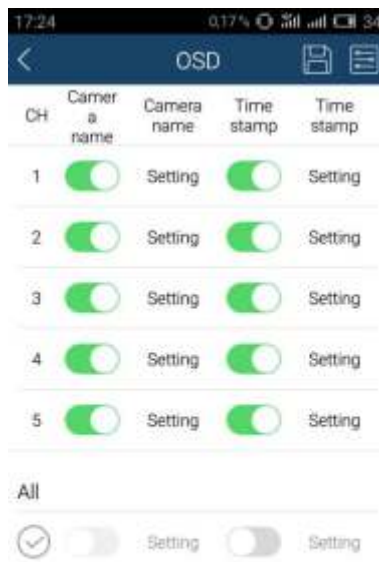 17:24 0,17% 34
OSD
CH Camer a name Camera name Time stamp Time stamp
1 Setting Setting
2 Setting Setting
3 Setting Setting
4 Setting Setting
5 Setting Setting
All
Setting Setting